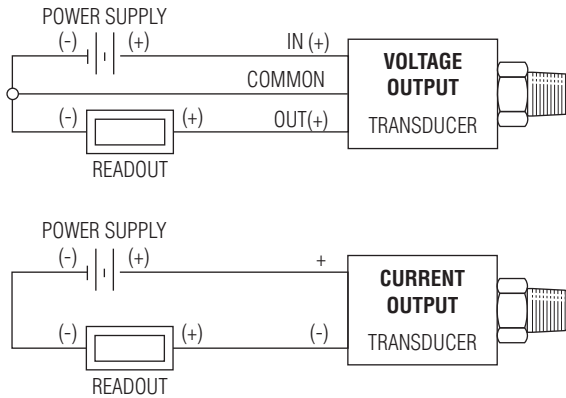 POWER SUPPLY
(-) (+) IN (+)
COMMON
(-) (+) OUT(+)
READOUT
VOLTAGE
OUTPUT
TRANSDUCER
POWER SUPPLY
(-) (+) +
(-) (+) (-)
READOUT
CURRENT
OUTPUT
TRANSDUCER